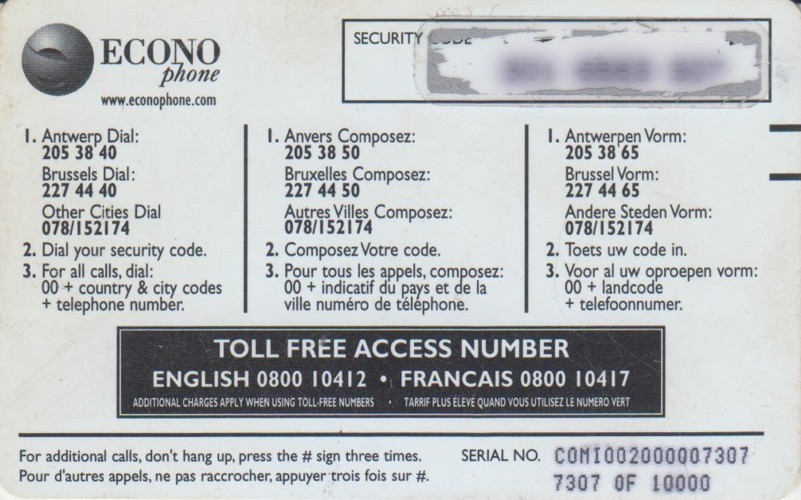 ECONO
phone
www.econophone.com
SECURITY CODE
1. Antwerp Dial:
205 38 40
Brussels Dial:
227 44 40
Other Cities Dial
078/152174
2. Dial your security code.
3. For all calls, dial:
00 + country & city codes
+ telephone number.
1. Anvers Composez:
205 38 50
Bruxelles Composez:
227 44 50
Autres Villes Composez:
078/152174
2. Composez Votre code.
3. Pour tous les appels, composez:
00 + indicatif du pays et de la
ville numéro de téléphone.
1. Antwerpen Vorm:
205 38 65
Brussel Vorm:
227 44 65
Andere Steden Vorm:
078/152174
2. Toets uw code in.
3. Voor al uw oproepen vorm:
00 + landcode
+ telefoonnumer.
TOLL FREE ACCESS NUMBER
ENGLISH 0800 10412 • FRANCAIS 0800 10417
ADDITIONAL CHARGES APPLY WHEN USING TOLL-FREE NUMBERS • TARRIF PLUS ÉLEVÉ QUAND VOUS UTILISEZ LE NUMERO VERT
For additional calls, don't hang up, press the # sign three times.
Pour d'autres appels, ne pas raccrocher, appuyer trois fois sur #.
SERIAL NO. COMI002000007307
7307 OF 10000